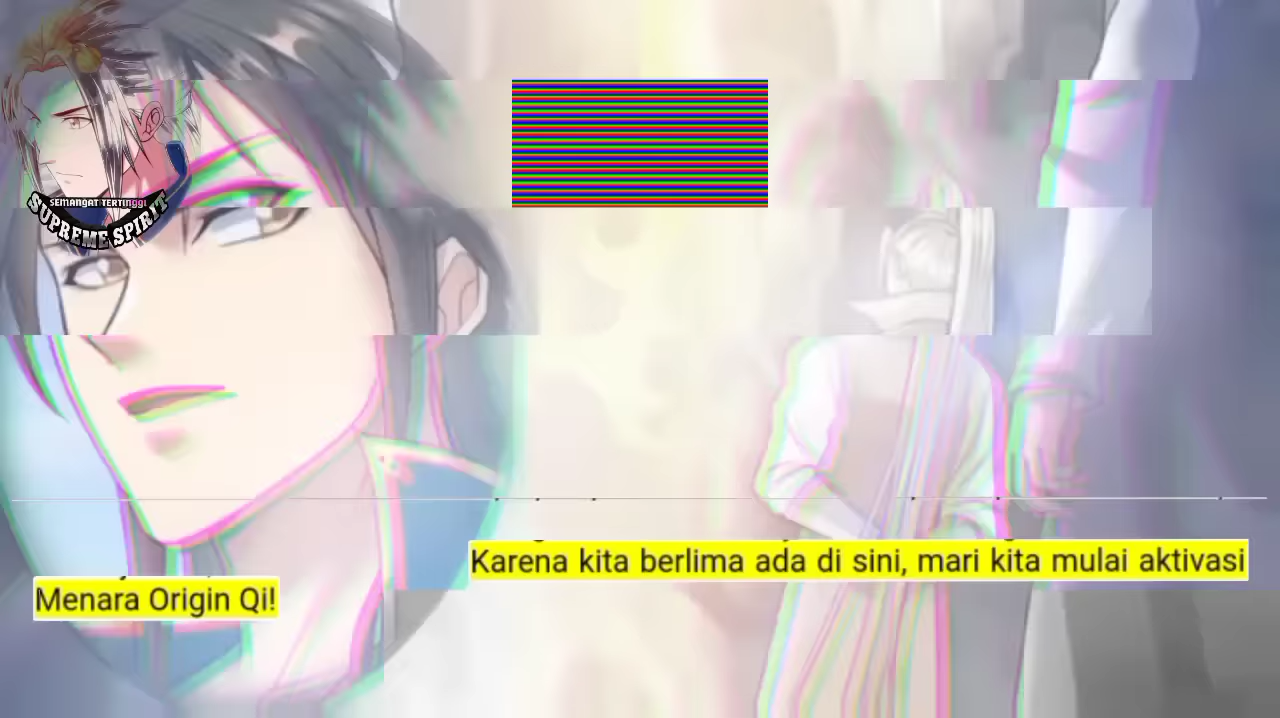 SEMANGAT TERTINGGI
SUPREME SPIRIT
Karena kita berlima ada di sini, mari kita mulai aktivasi
Menara Origin Qi!